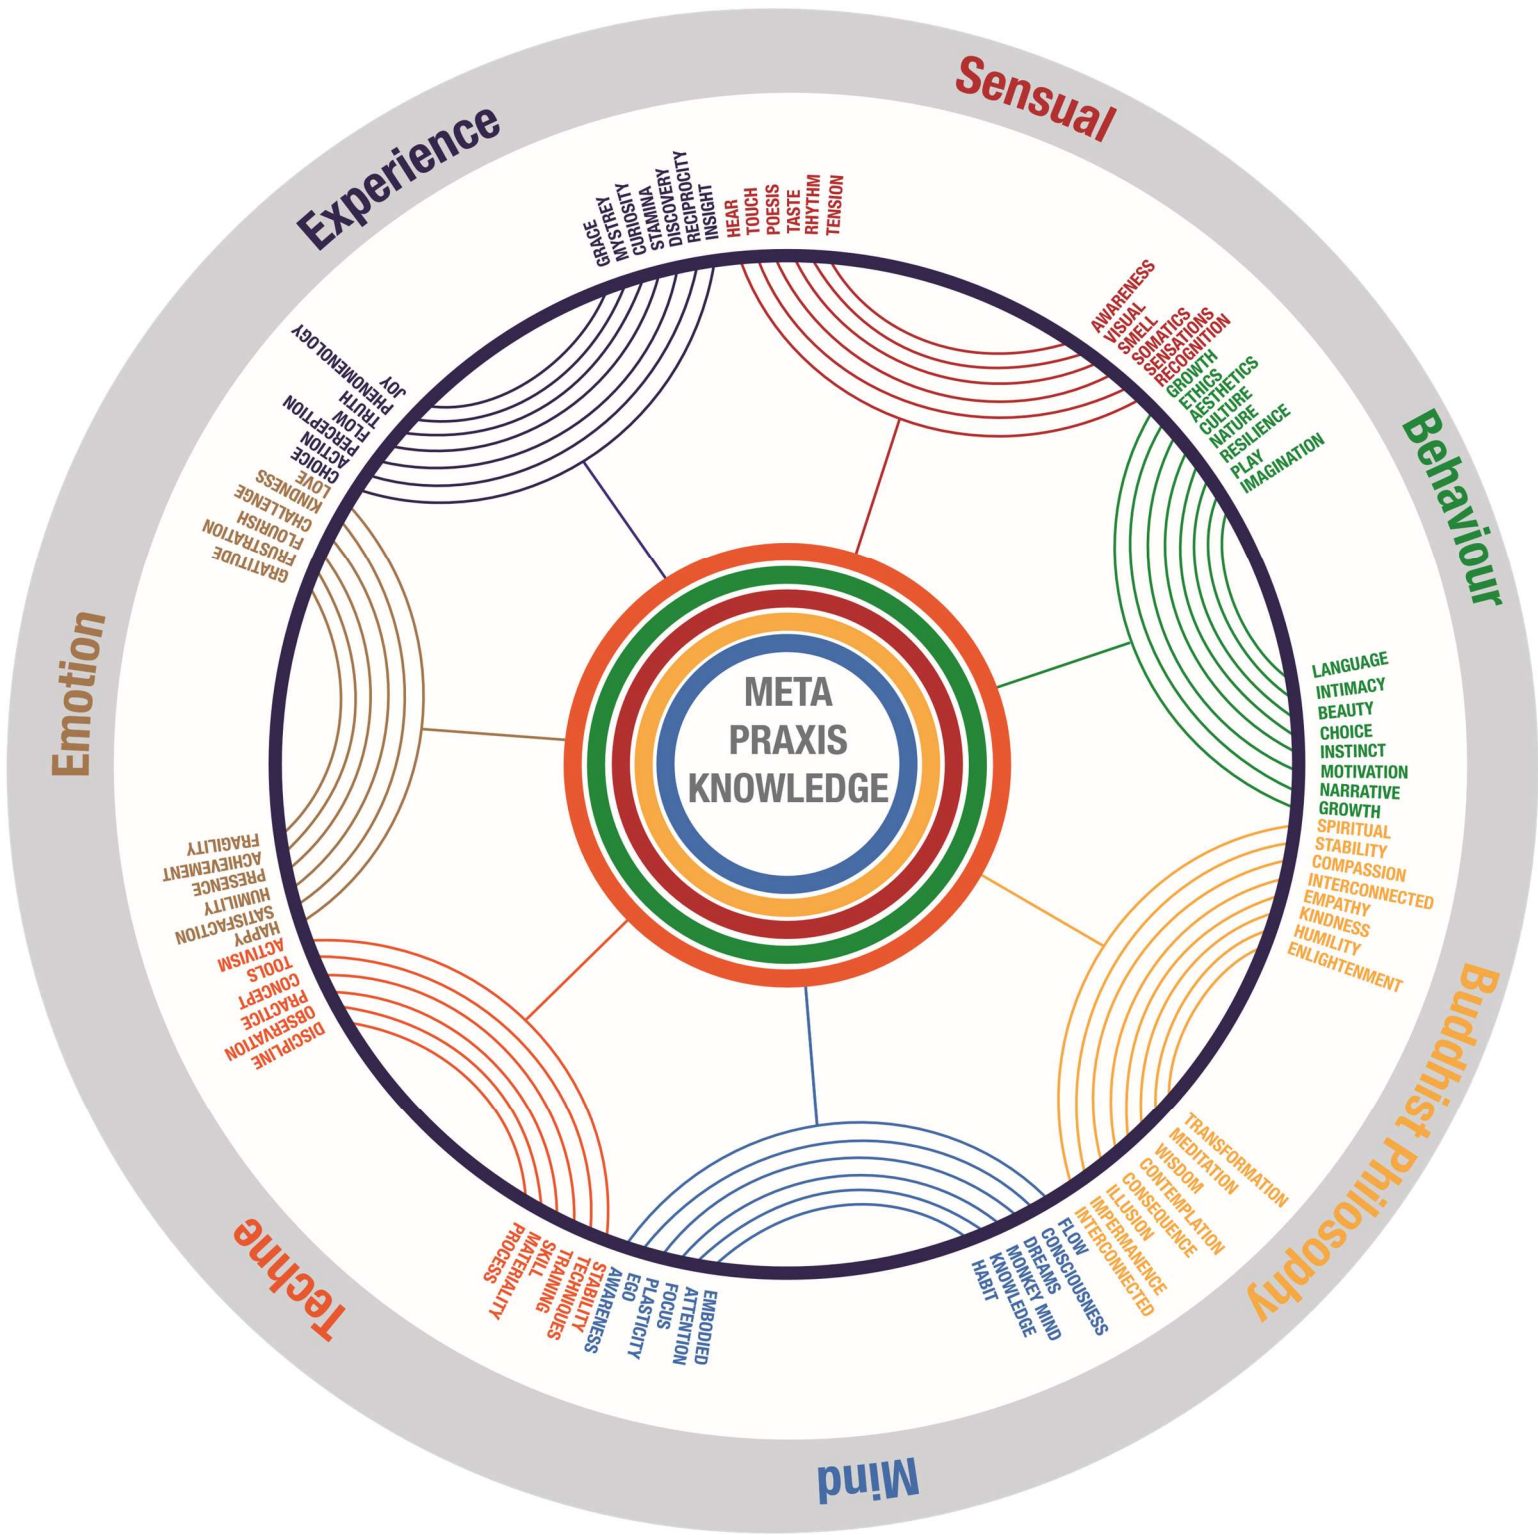 Sensual
Experience
Behaviour
Emotion
Buddhist Philosophy
Techne
Mind
META
PRAXIS
KNOWLEDGE
GRACE
MYSTREY
CURIOSITY
STAMINA
DISCOVERY
RECIPROCITY
INSIGHT
HEAR
TOUCH
POESIS
TASTE
RHYTHM
TENSION
AWARENESS
VISUAL
SMELL
SOMATICS
SENSATIONS
RECOGNITION
GROWTH
ETHICS
AESTHETICS
CULTURE
NATURE
RESILIENCE
PLAY
IMAGINATION
LANGUAGE
INTIMACY
BEAUTY
CHOICE
INSTINCT
MOTIVATION
NARRATIVE
GROWTH
SPIRITUAL
STABILITY
COMPASSION
INTERCONNECTED
EMPATHY
KINDNESS
HUMILITY
ENLIGHTENMENT
TRANSFORMATION
MEDITATION
WISDOM
CONTEMPLATION
CONSEQUENCE
ILLUSION
IMPERMANENCE
INTERCONNECTED
FLOW
CONSCIOUSNESS
DREAMS
MONKEY MIND
KNOWLEDGE
HABIT
EMBODIED
ATTENTION
FOCUS
PLASTICITY
EGO
AWARENESS
STABILITY
TECHNIQUES
TRAINING
SKILL
MATERIALITY
PROCESS
DISCIPLINE
OBSERVATION
PRACTICE
CONCEPT
TOOLS
ACTIVISM
HAPPY
SATISFACTION
HUMILITY
PRESENCE
ACHIEVEMENT
FRAGILITY
GRATITUDE
FRUSTRATION
FLOURISH
CHALLENGE
KINDNESS
LOVE
CHOICE
ACTION
PERCEPTION
FLOW
TRUTH
PHENOMENOLOGY
JOY